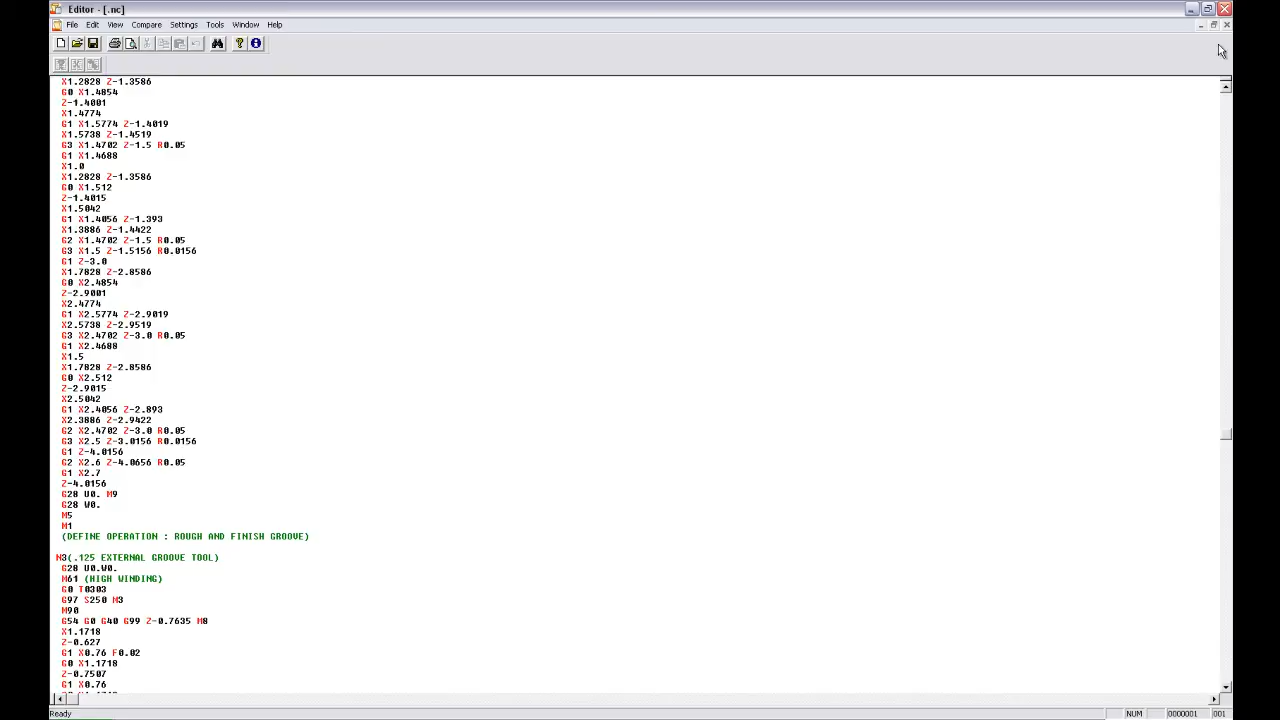 Editor - [.nc]
File Edit View Compare Settings Tools Window Help
X1.2828 Z-1.3586
G0 X1.4854
Z-1.4001
X1.4774
G1 X1.5774 Z-1.4019
X1.5738 Z-1.4519
G3 X1.4702 Z-1.5 R0.05
G1 X1.4688
X1.0
X1.2828 Z-1.3586
G0 X1.512
Z-1.4015
X1.5042
G1 X1.4056 Z-1.393
X1.3886 Z-1.4422
G2 X1.4702 Z-1.5 R0.05
G3 X1.5 Z-1.5156 R0.0156
G1 Z-3.0
X1.7828 Z-2.8586
G0 X2.4854
Z-2.9001
X2.4774
G1 X2.5774 Z-2.9019
X2.5738 Z-2.9519
G3 X2.4702 Z-3.0 R0.05
G1 X2.4688
X1.5
X1.7828 Z-2.8586
G0 X2.512
Z-2.9015
X2.5042
G1 X2.4056 Z-2.893
X2.3886 Z-2.9422
G2 X2.4702 Z-3.0 R0.05
G3 X2.5 Z-3.0156 R0.0156
G1 Z-4.0156
G2 X2.6 Z-4.0656 R0.05
G1 X2.7
Z-4.0156
G28 U0. M9
G28 W0.
M5
M1
(DEFINE OPERATION : ROUGH AND FINISH GROOVE)
N3(.125 EXTERNAL GROOVE TOOL)
G28 U0.W0.
M61 (HIGH WINDING)
G0 T0303
G97 S250 M3
M90
G54 G0 G40 G99 Z-0.7635 M8
X1.1718
Z-0.627
G1 X0.76 F0.02
G0 X1.1718
Z-0.7507
G1 X0.76
Ready NUM 0000001 001